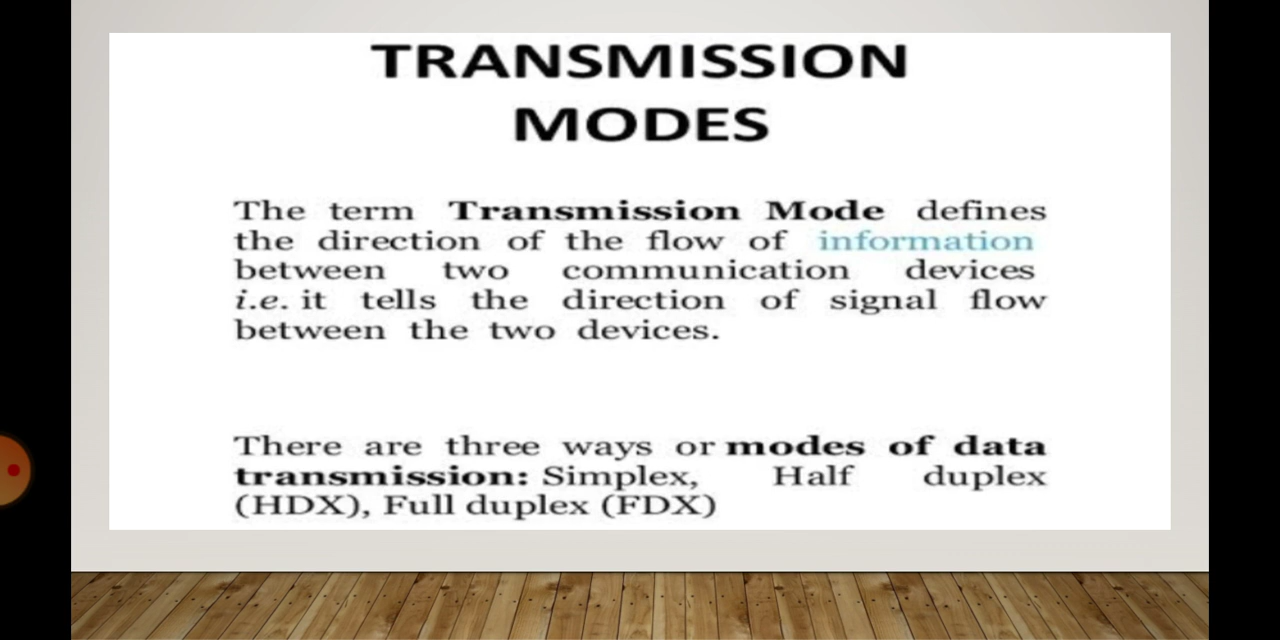 TRANSMISSION
MODES
The term Transmission Mode defines
the direction of the flow of information
between two communication devices
i.e. it tells the direction of signal flow
between the two devices.
There are three ways or modes of data
transmission: Simplex, Half duplex
(HDX), Full duplex (FDX)